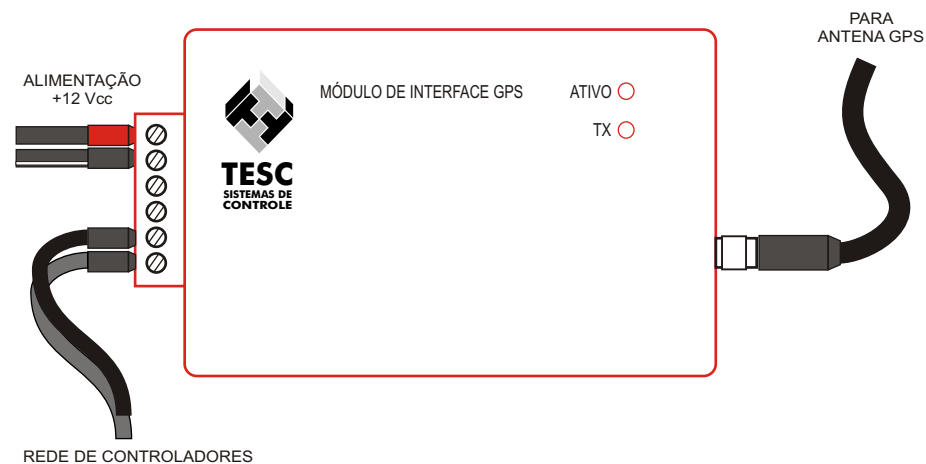 PARA
ANTENA GPS
ALIMENTAÇÃO
+12 Vcc
MÓDULO DE INTERFACE GPS
ATIVO
TX
TESC
SISTEMAS DE
CONTROLE
REDE DE CONTROLADORES